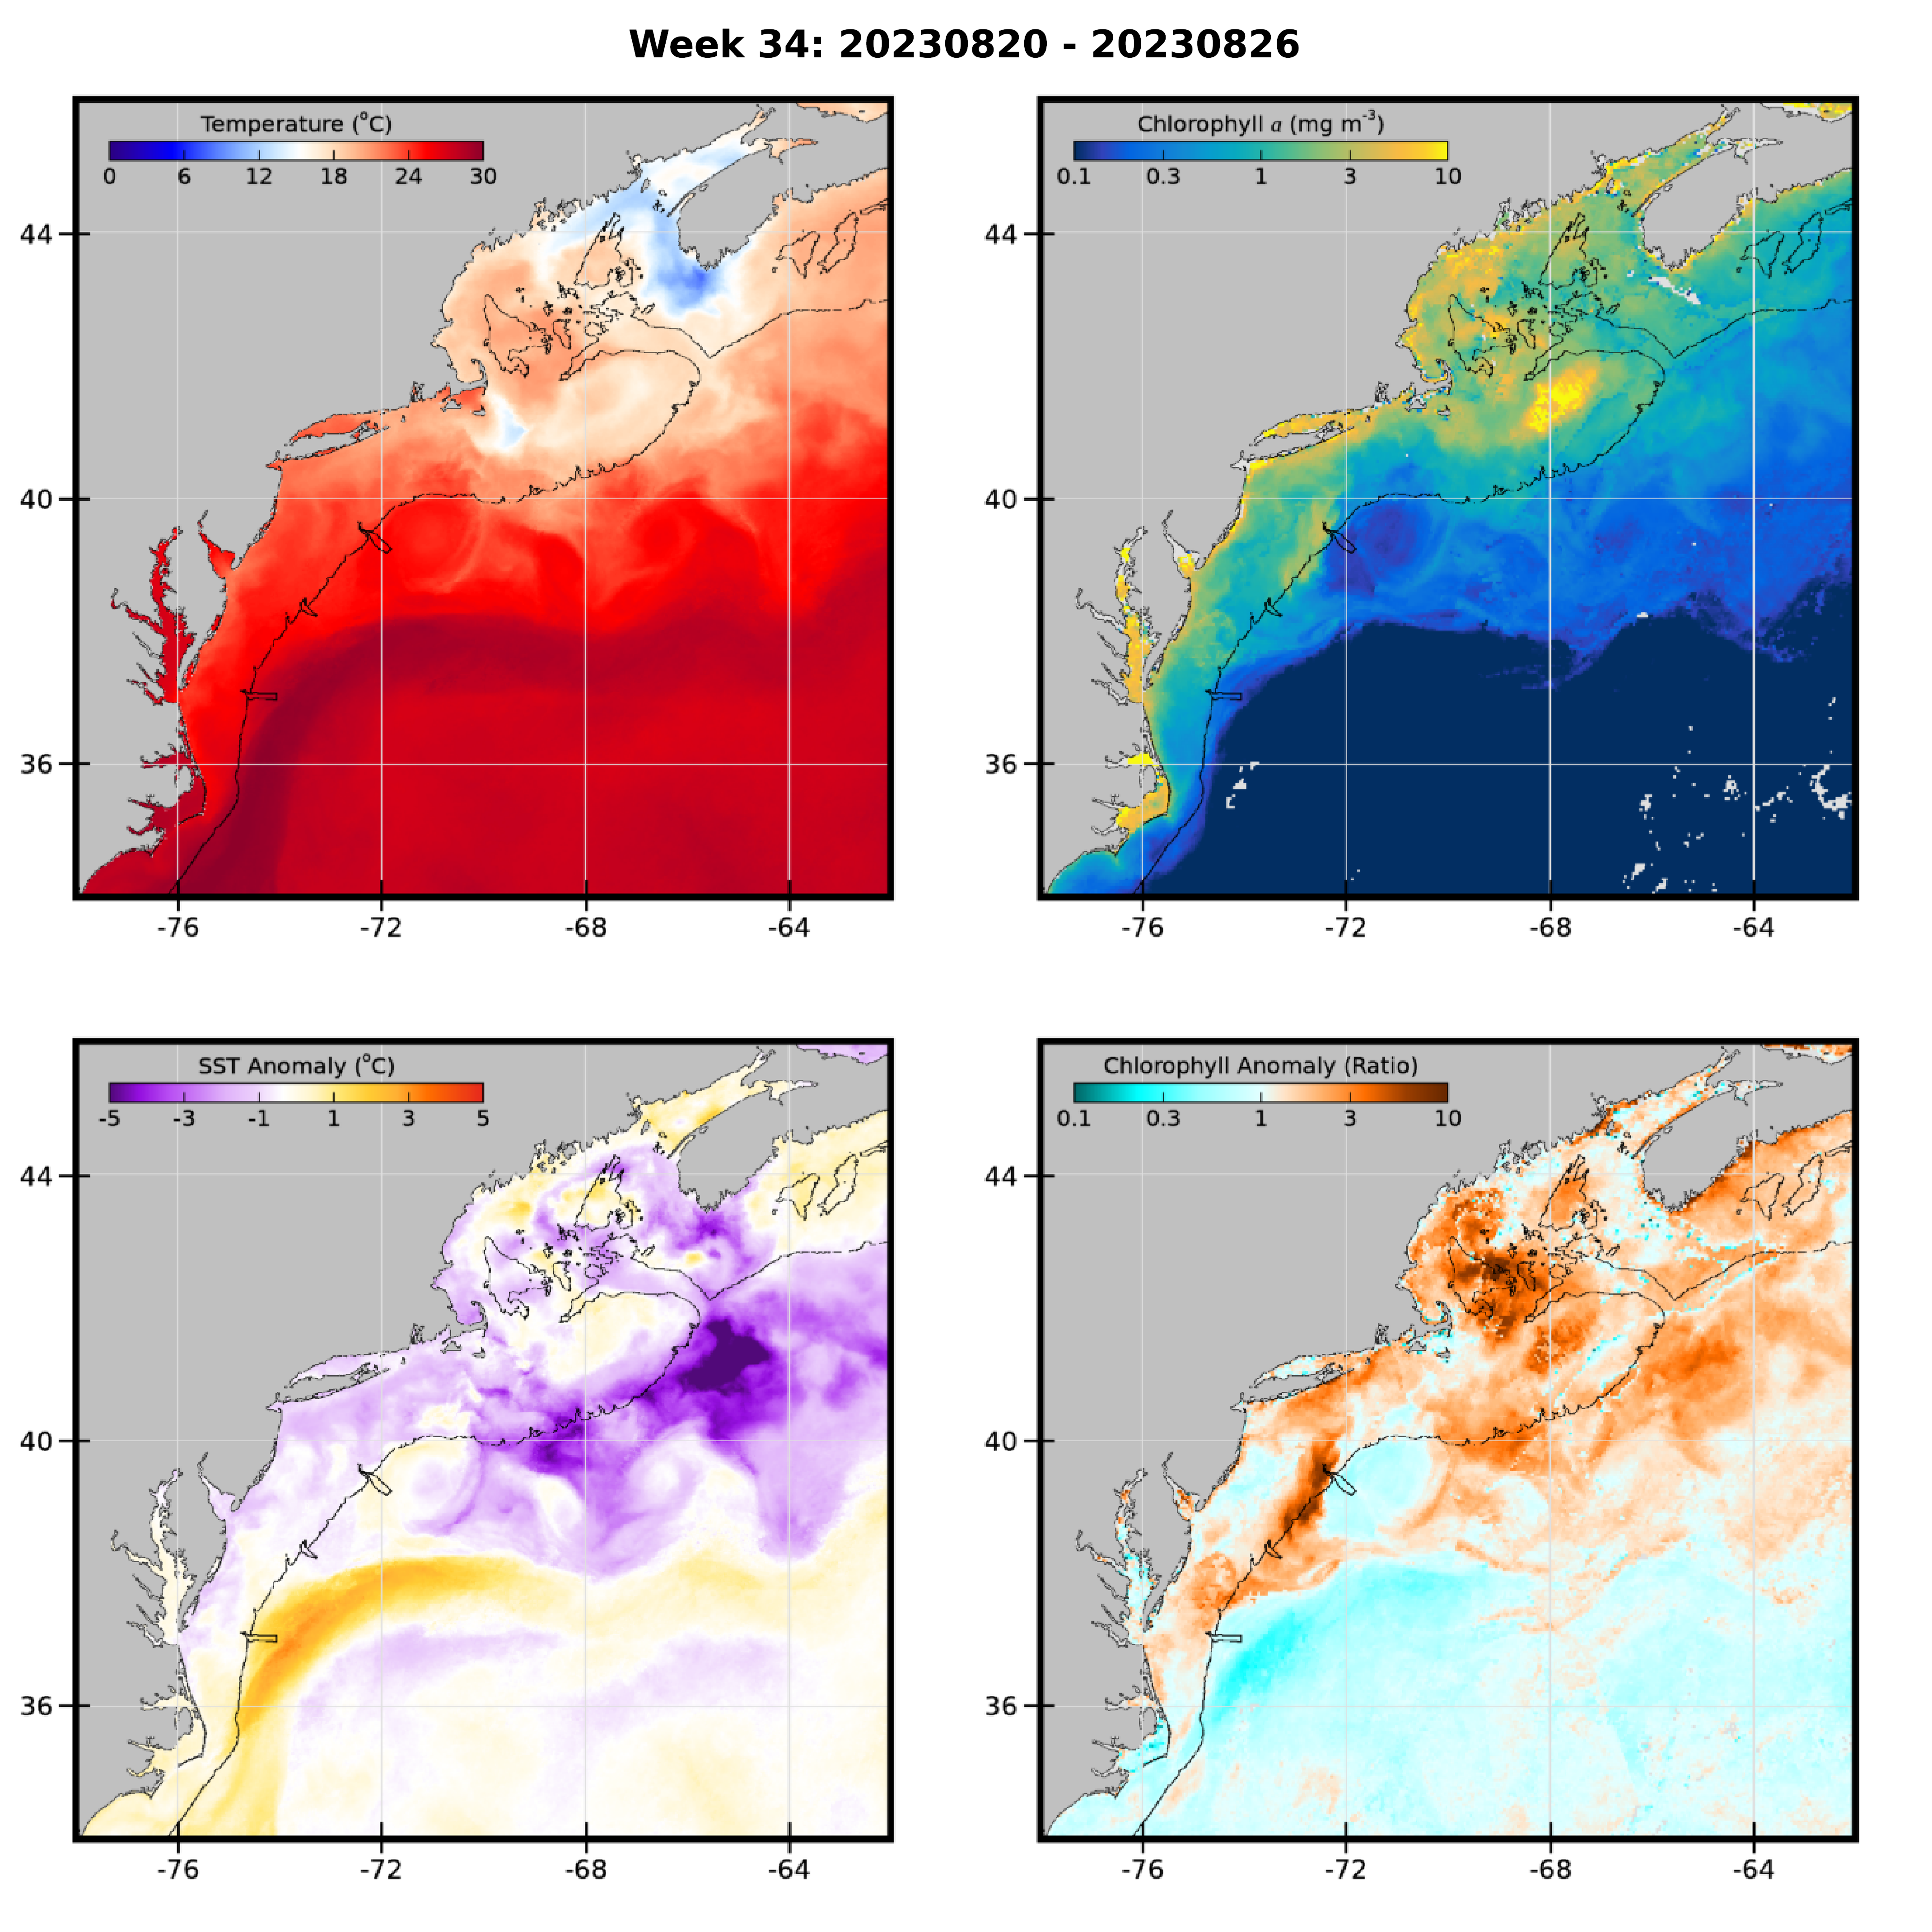 Week 34: 20230820 - 20230826
Temperature (°C)
0 6 12 18 24 30
44
40
36
-76 -72 -68 -64
Chlorophyll a (mg m⁻³)
0.1 0.3 1 3 10
44
40
36
-76 -72 -68 -64
SST Anomaly (°C)
-5 -3 -1 1 3 5
44
40
36
-76 -72 -68 -64
Chlorophyll Anomaly (Ratio)
0.1 0.3 1 3 10
44
40
36
-76 -72 -68 -64